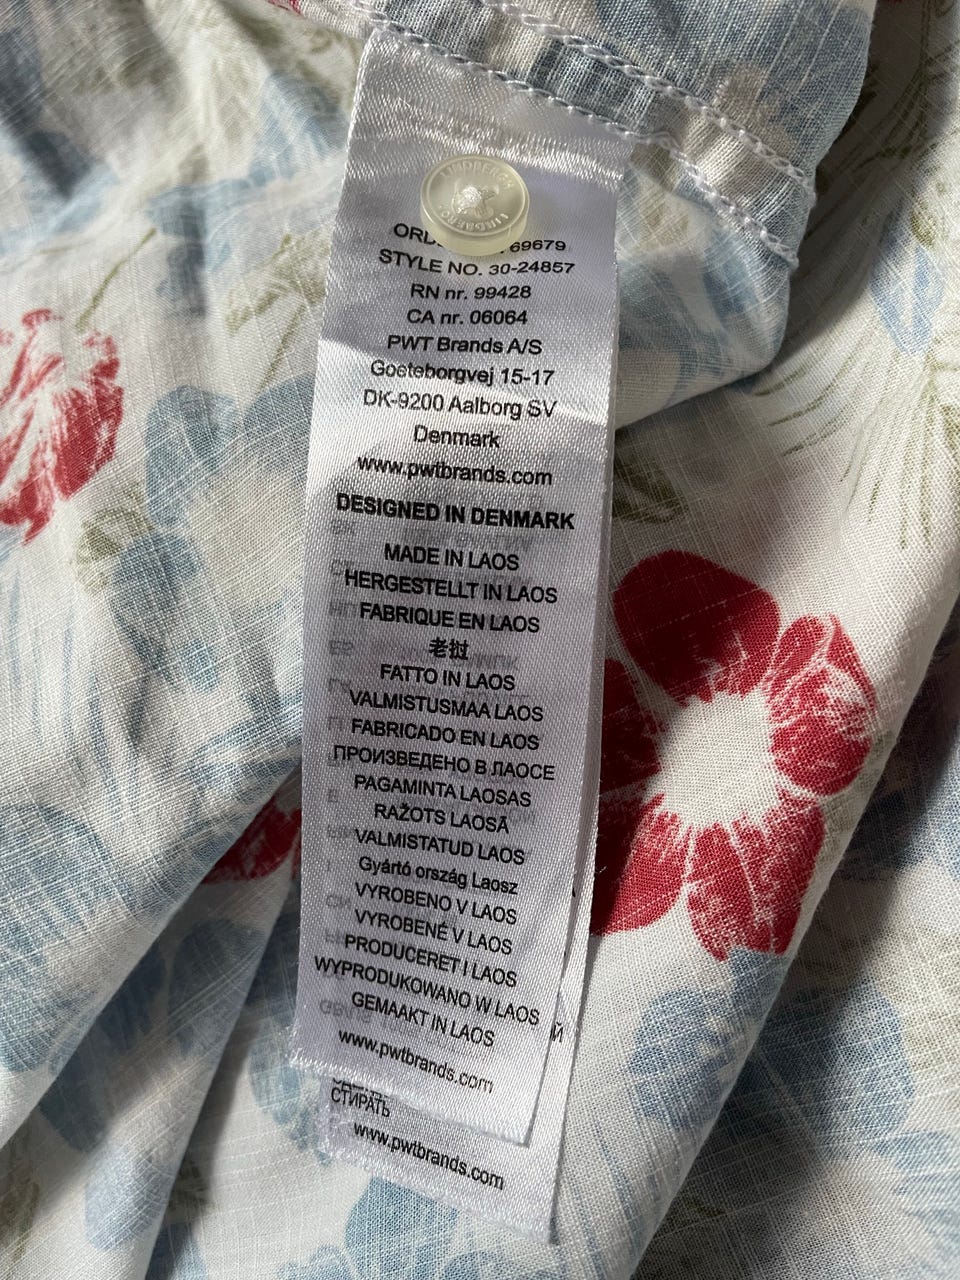 LINDBERGH
69679
STYLE NO. 30-24857
RN nr. 99428
CA nr. 06064
PWT Brands A/S
Goeteborgvej 15-17
DK-9200 Aalborg SV
Denmark
www.pwtbrands.com
DESIGNED IN DENMARK
MADE IN LAOS
HERGESTELLT IN LAOS
FABRIQUE EN LAOS
老挝
FATTO IN LAOS
VALMISTUSMAA LAOS
FABRICADO EN LAOS
ПРОИЗВЕДЕНО В ЛАОСЕ
PAGAMINTA LAOSAS
RAŽOTS LAOSĀ
VALMISTATUD LAOS
Gyártó ország Laosz
VYROBENO V LAOS
VYROBENÉ V LAOS
PRODUCERET I LAOS
WYPRODUKOWANO W LAOS
GEMAAKT IN LAOS
www.pwtbrands.com
СТИРАТЬ
www.pwtbrands.com